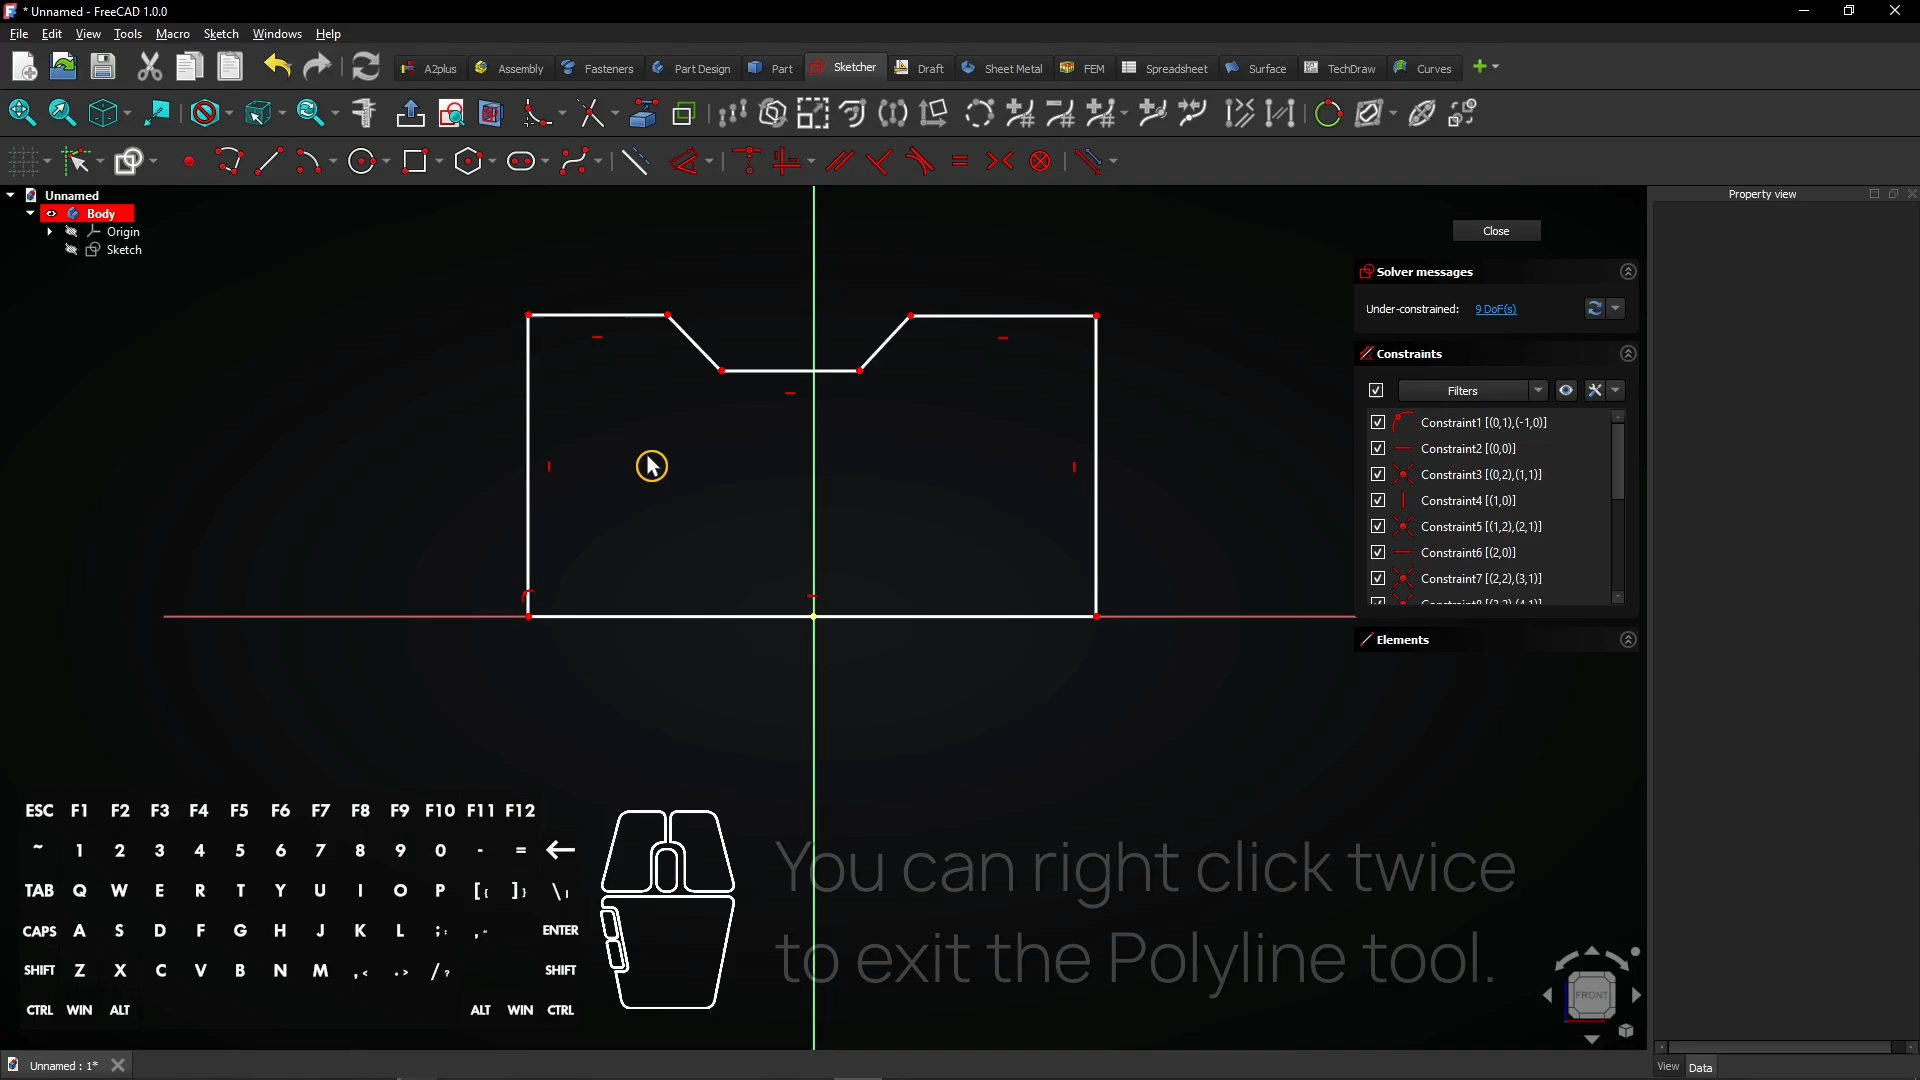 * Unnamed - FreeCAD 1.0.0
File Edit View Tools Macro Sketch Windows Help
A2plus Assembly Fasteners Part Design Part Sketcher Draft Sheet Metal FEM Spreadsheet Surface TechDraw Curves
Unnamed
Body
Origin
Sketch
Property view
Close
Solver messages
Under-constrained: 9 DoF(s)
Constraints
Filters
Constraint1 [(0,1),(-1,0)]
Constraint2 [(0,0)]
Constraint3 [(0,2),(1,1)]
Constraint4 [(1,0)]
Constraint5 [(1,2),(2,1)]
Constraint6 [(2,0)]
Constraint7 [(2,2),(3,1)]
Elements
ESC F1 F2 F3 F4 F5 F6 F7 F8 F9 F10 F11 F12
~ 1 2 3 4 5 6 7 8 9 0 - = ←
TAB Q W E R T Y U I O P [{ ]} \|
CAPS A S D F G H J K L ;: ,“ ENTER
SHIFT Z X C V B N M ,< .> /? SHIFT
CTRL WIN ALT ALT WIN CTRL
You can right click twice
to exit the Polyline tool.
FRONT
Unnamed : 1*
View Data